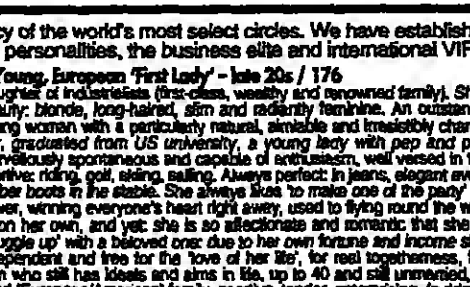 cy of the world's most select circles. We have establish
personalities, the business elite and international VIF
Young, European 'First Lady' - late 20s / 176
ughter of industrialists (first-class, wealthy and renowned family). Sh
auty: blonde, long-haired, slim and radiantly feminine. An outstan
ng woman with a particularly natural, amiable and irresistibly cha
r, graduated from US university, a young lady with pep and p
rvellously spontaneous and capable of enthusiasm, well versed in
ortive: riding, golf, skiing, sailing. Always perfect: in jeans, elegant ev
ber boots in the stable. She always likes 'to make one of the party'
ver, winning everyone's heart right away, used to flying round the w
on her own, and yet: she is so affectionate and romantic that she
uggle up' with a beloved one: due to her own fortune and income s
ependent and free for the 'love of her life', for real togetherness, f
n who still has ideals and aims in life, up to 40 and still unmarried,